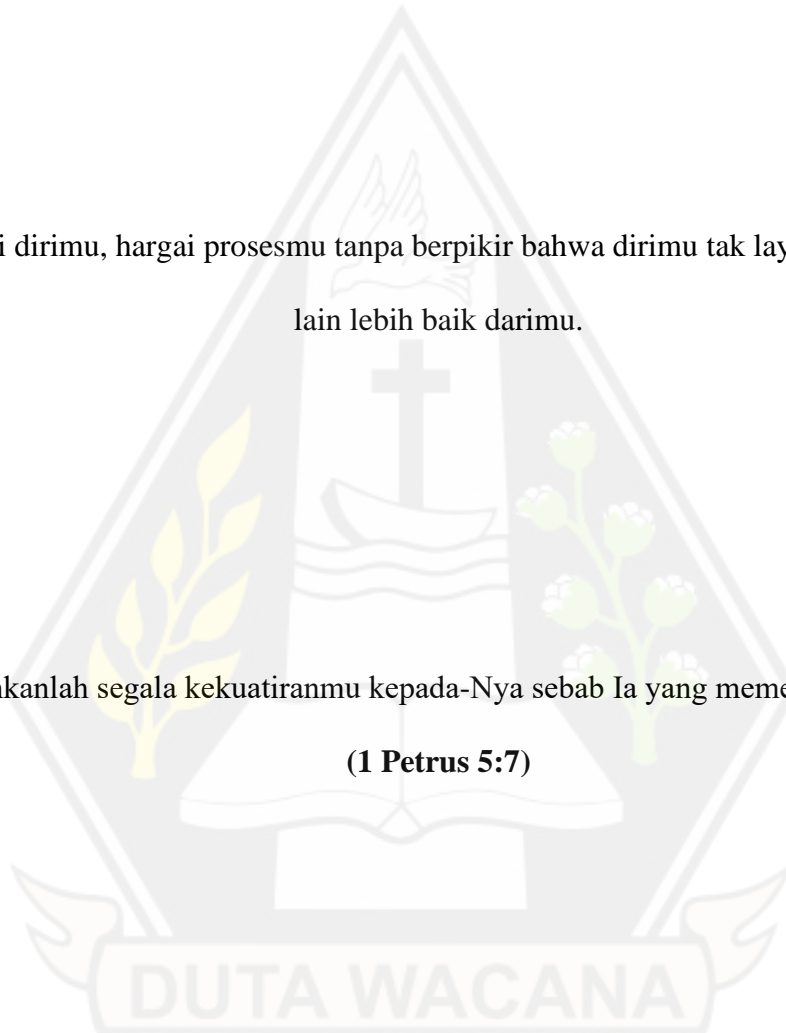 i dirimu, hargai prosesmu tanpa berpikir bahwa dirimu tak lay
lain lebih baik darimu.
kanlah segala kekuatiranmu kepada-Nya sebab Ia yang meme
(1 Petrus 5:7)
DUTA WACANA